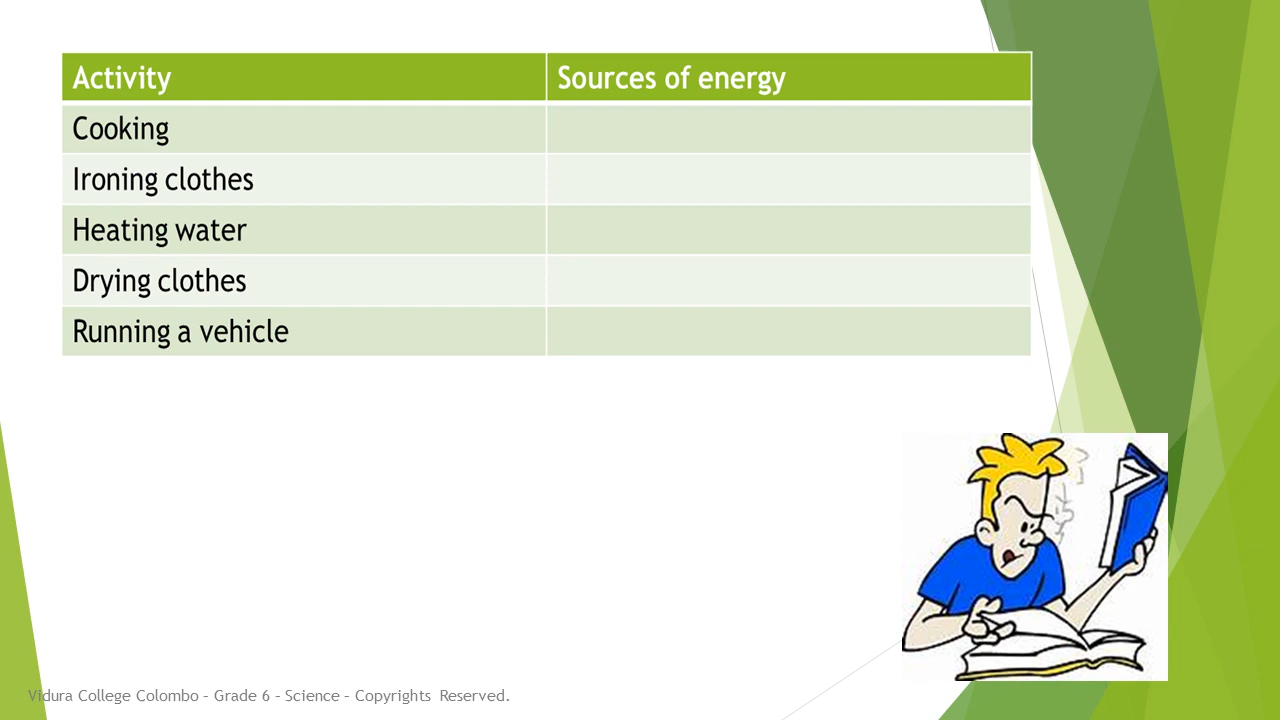 Activity Sources of energy
Cooking
Ironing clothes
Heating water
Drying clothes
Running a vehicle
Vidura College Colombo – Grade 6 – Science – Copyrights Reserved.